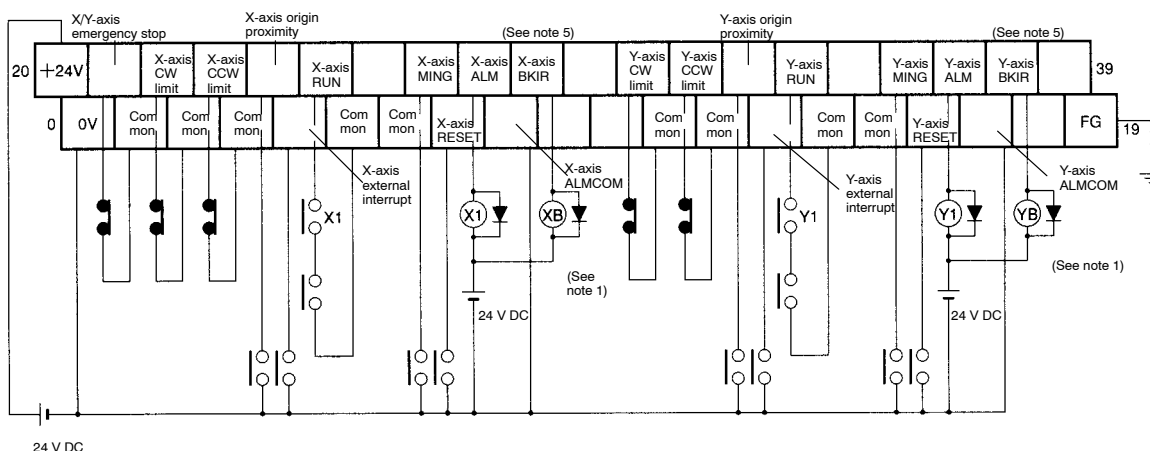 X/Y-axis
emergency stop
X-axis origin
proximity
(See note 5)
Y-axis origin
proximity
(See note 5)
20
+24V
X-axis
CW
limit
X-axis
CCW
limit
X-axis
RUN
X-axis
MING
X-axis
ALM
X-axis
BKIR
Y-axis
CW
limit
Y-axis
CCW
limit
Y-axis
RUN
Y-axis
MING
Y-axis
ALM
Y-axis
BKIR
39
0
0V
Com
mon
Com
mon
Com
mon
Com
mon
Com
mon
X-axis
RESET
Com
mon
Com
mon
Com
mon
Com
mon
Y-axis
RESET
FG
19
X-axis
external
interrupt
X-axis
ALMCOM
Y-axis
external
interrupt
Y-axis
ALMCOM
X1
X1
XB
Y1
Y1
YB
(See
note 1)
(See note 1)
24 V DC
24 V DC
24 V DC